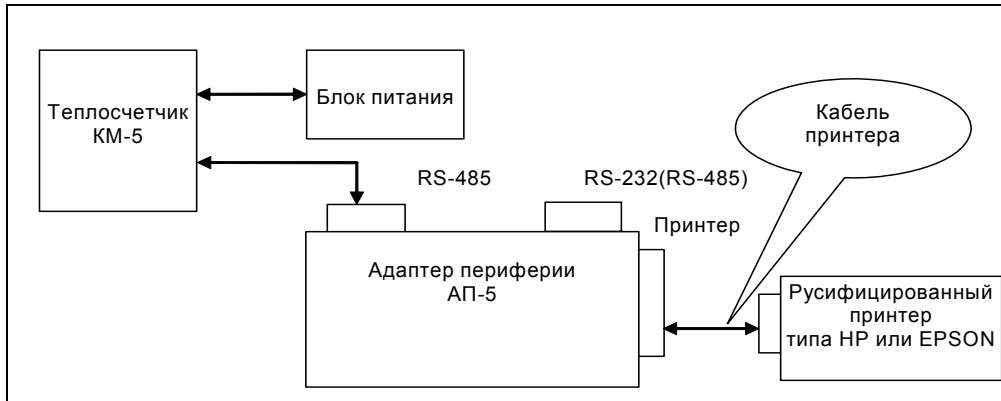 Теплосчетчик
КМ-5
Блок питания
Кабель
принтера
RS-485
RS-232(RS-485)
Принтер
Адаптер периферии
АП-5
Русифицированный
принтер
типа HP или EPSON